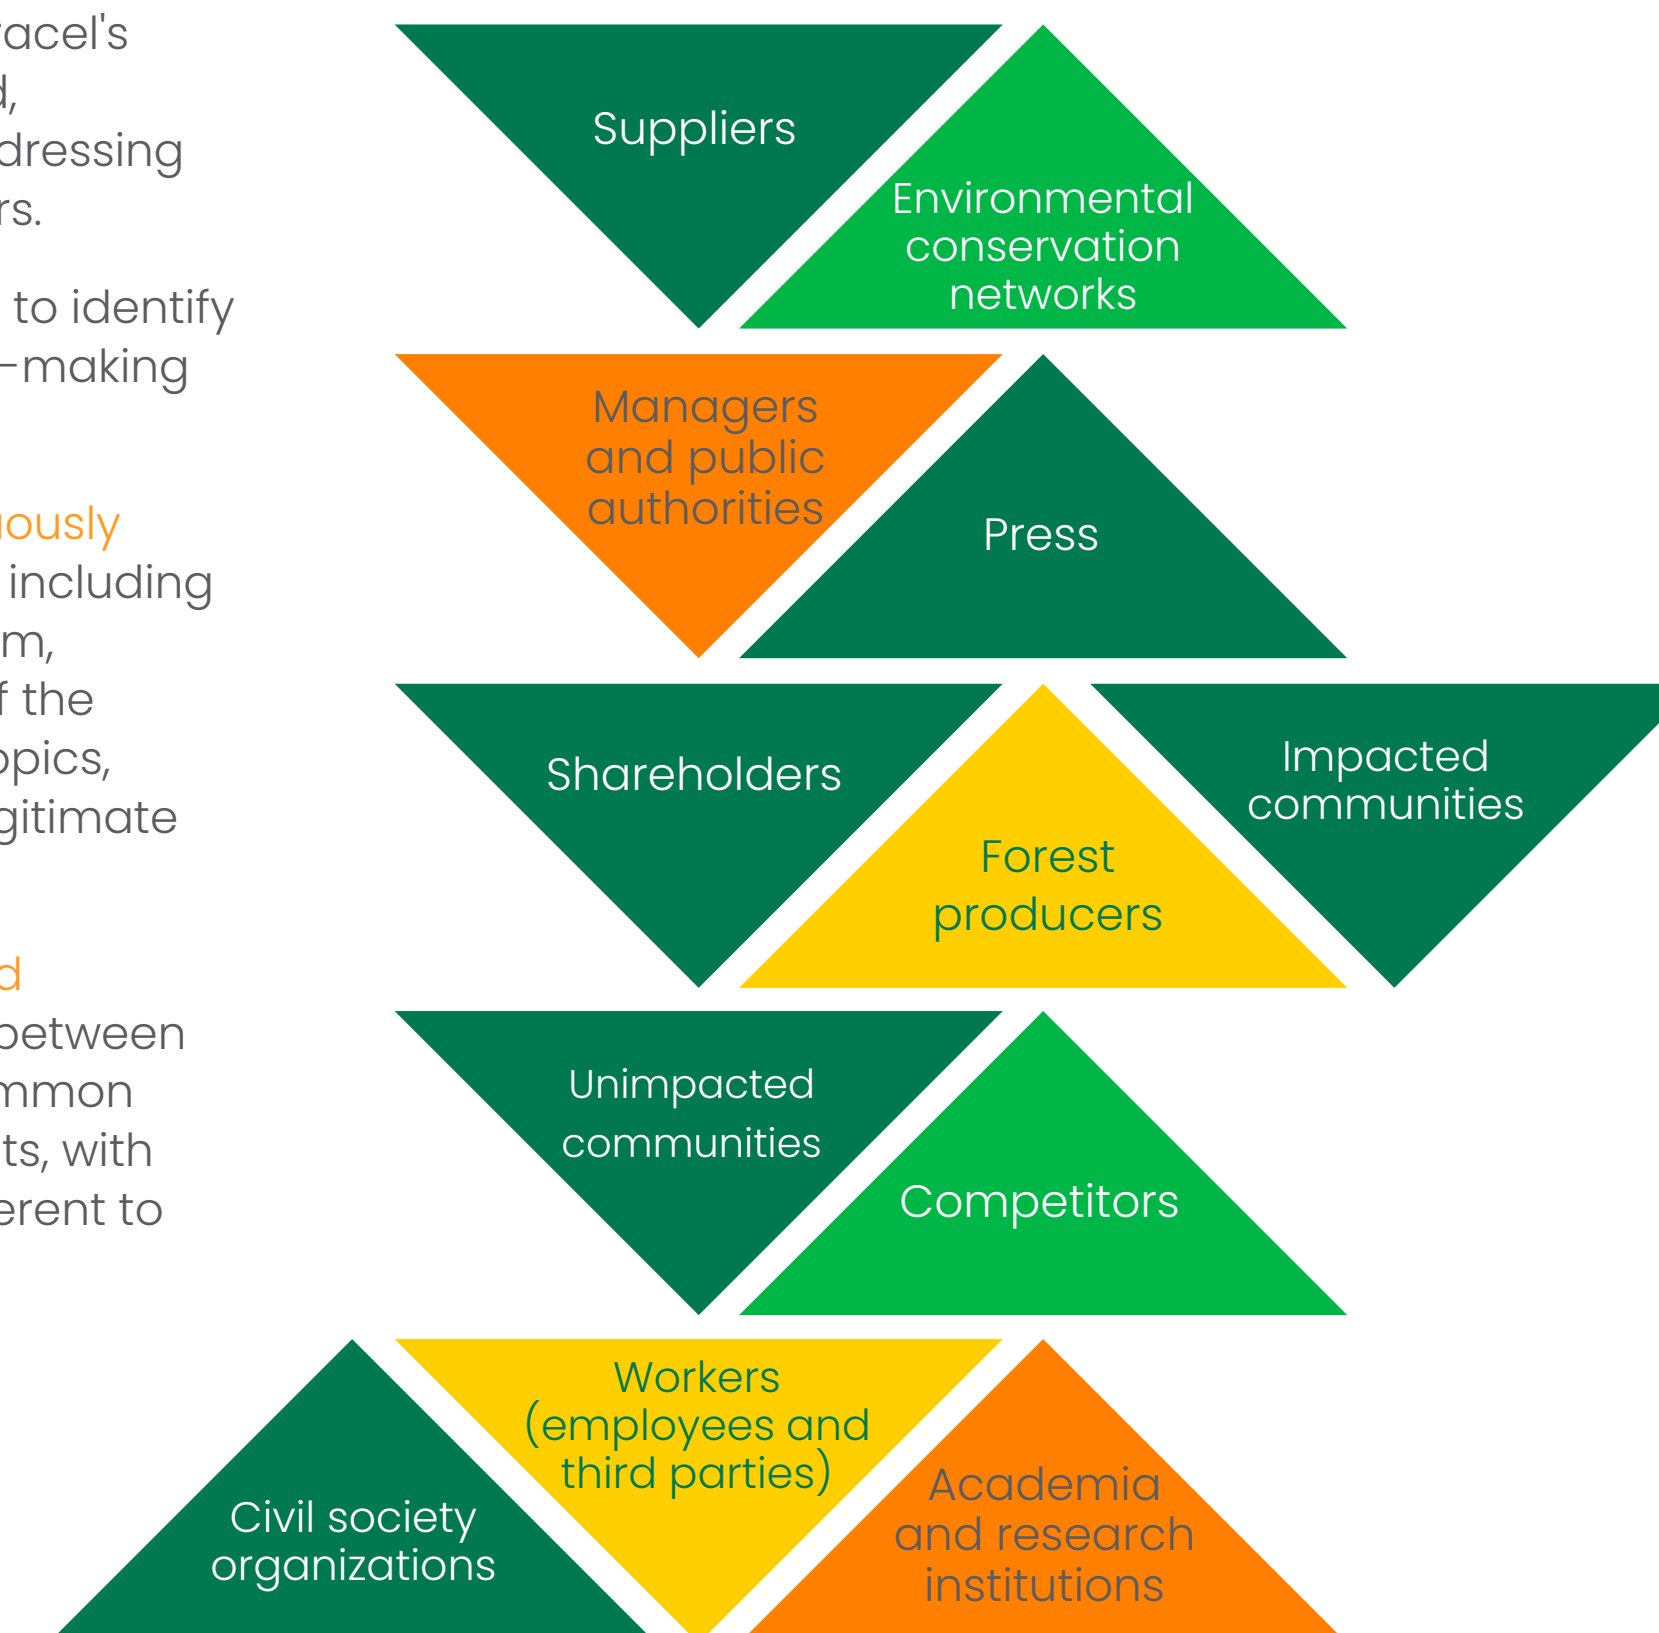 racel's
d,
dressing
rs.
to identify
-making
uously
including
m,
f the
opics,
gitimate
d
between
mmon
ts, with
erent to
Suppliers
Environmental
conservation
networks
Managers
and public
authorities
Press
Shareholders
Forest
producers
Impacted
communities
Unimpacted
communities
Competitors
Civil society
organizations
Workers
(employees and
third parties)
Academia
and research
institutions